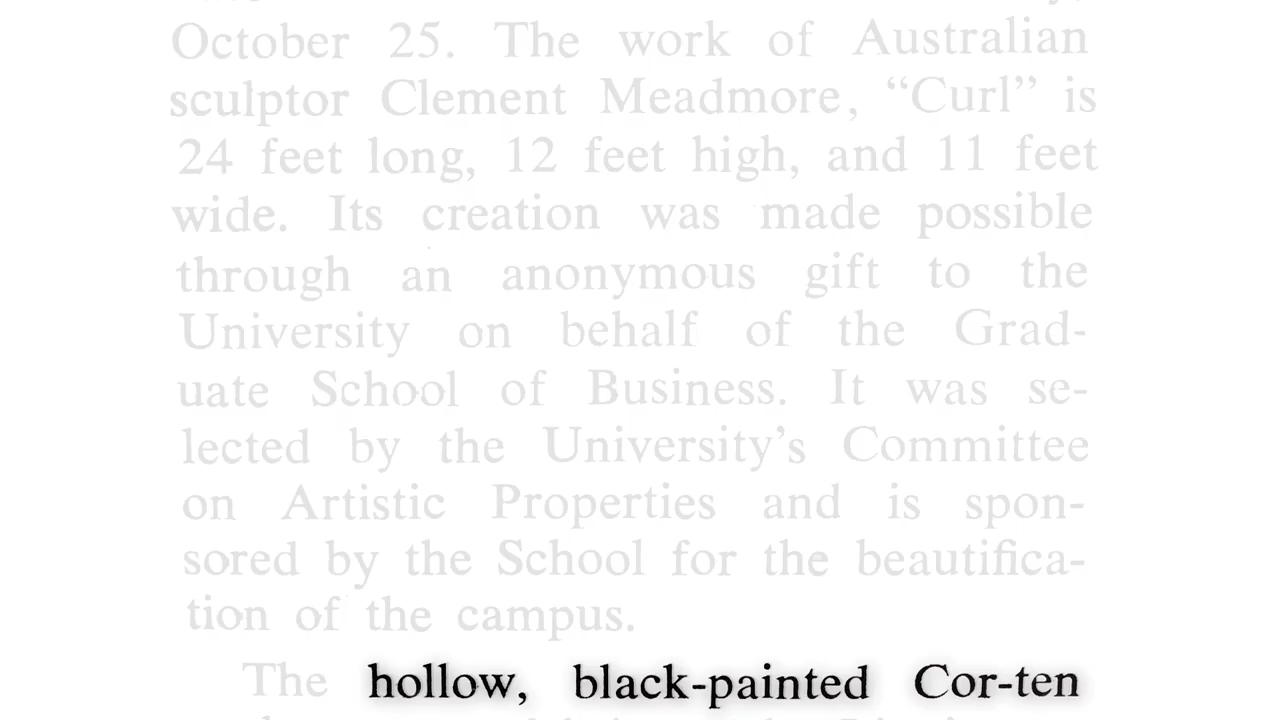 October 25. The work of Australian
sculptor Clement Meadmore, “Curl” is
24 feet long, 12 feet high, and 11 feet
wide. Its creation was made possible
through an anonymous gift to the
University on behalf of the Grad-
uate School of Business. It was se-
lected by the University’s Committee
on Artistic Properties and is spon-
sored by the School for the beautifica-
tion of the campus.
The hollow, black-painted Cor-ten